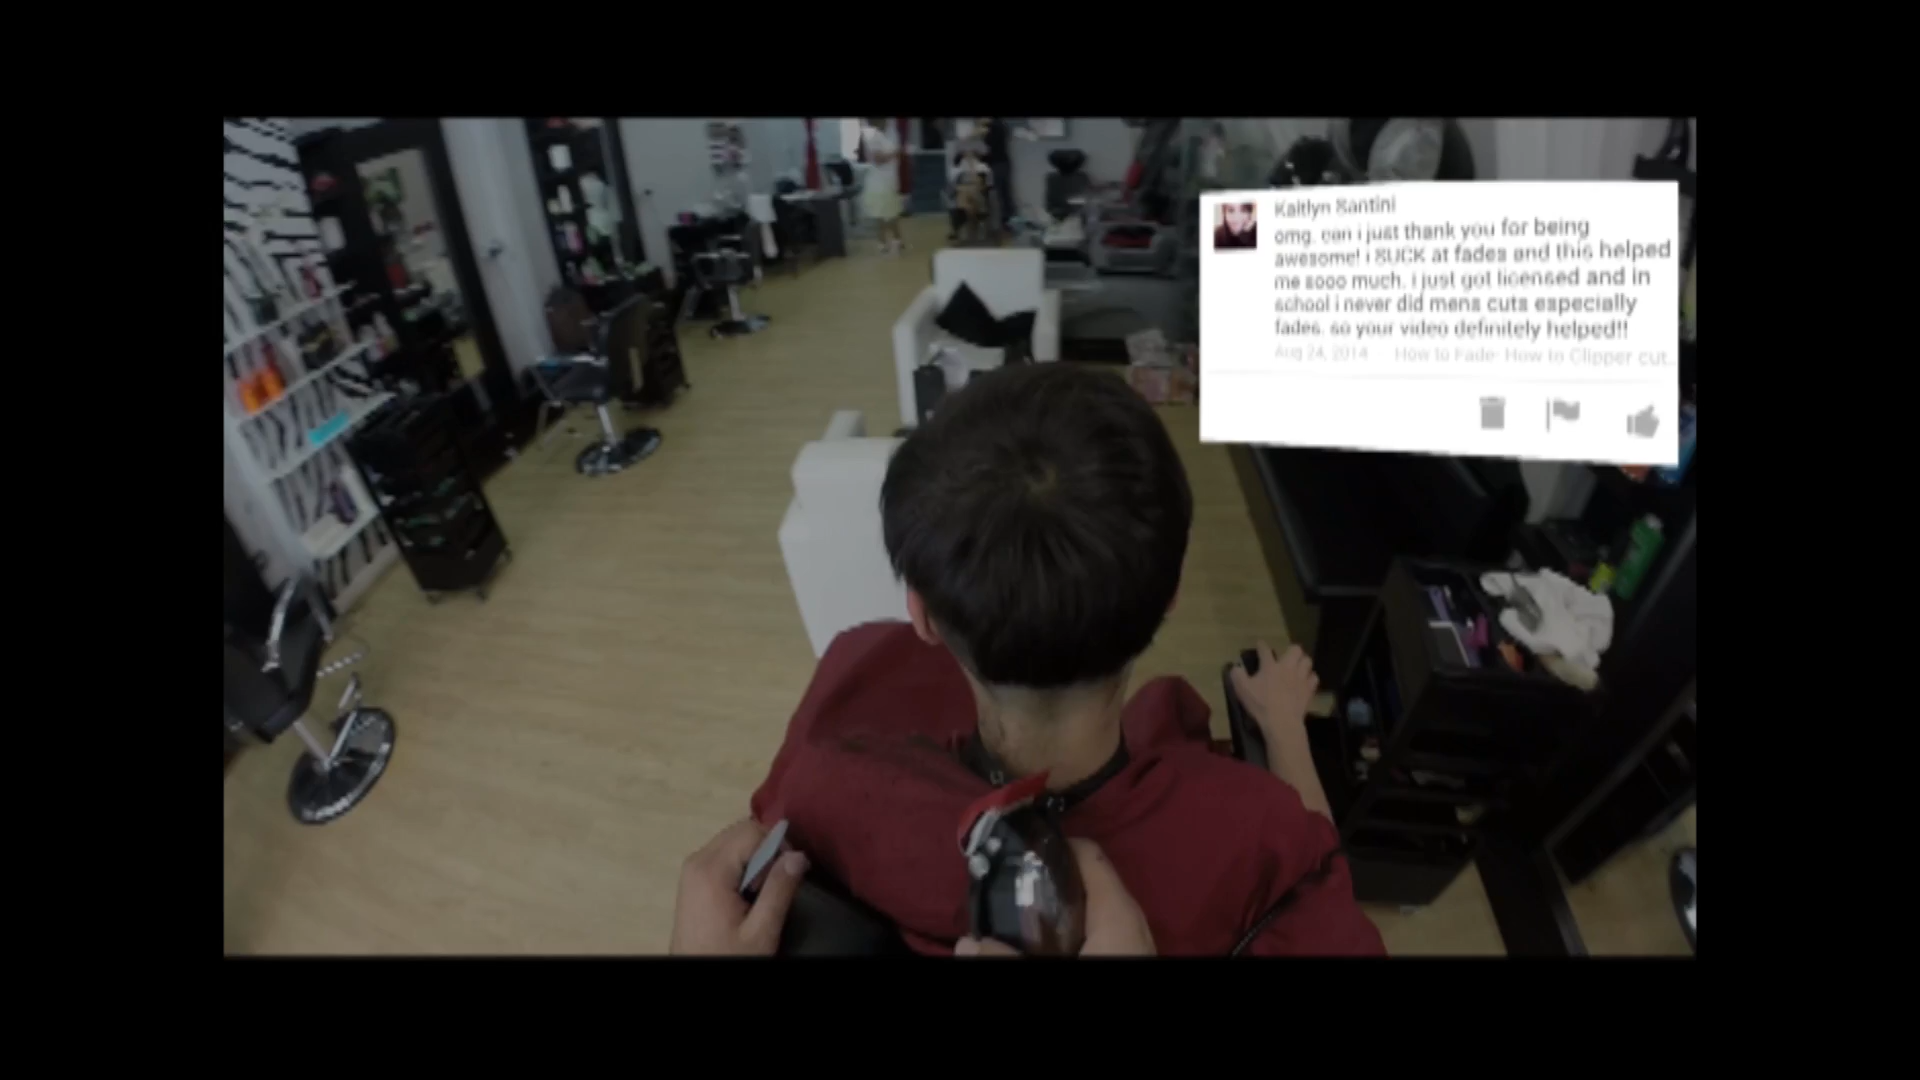 Kaitlyn Santini
omg. can i just thank you for being
awesome! i SUCK at fades and this helped
me sooo much. i just got licensed and in
school i never did mens cuts especially
fades. so your video definitely helped!!
Aug 24, 2014 - How to Fade- How to Clipper cut..